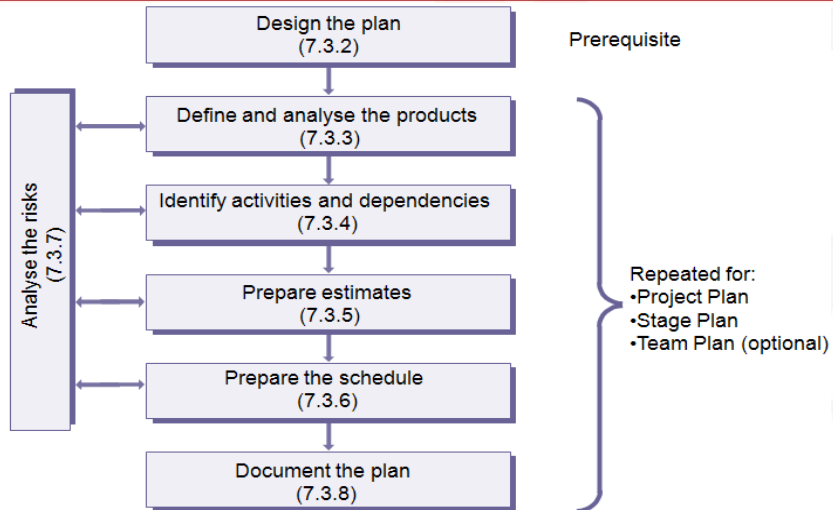 Design the plan
(7.3.2)
Prerequisite
Define and analyse the products
(7.3.3)
Identify activities and dependencies
(7.3.4)
Analyse the risks
(7.3.7)
Prepare estimates
(7.3.5)
Repeated for:
•Project Plan
•Stage Plan
•Team Plan (optional)
Prepare the schedule
(7.3.6)
Document the plan
(7.3.8)